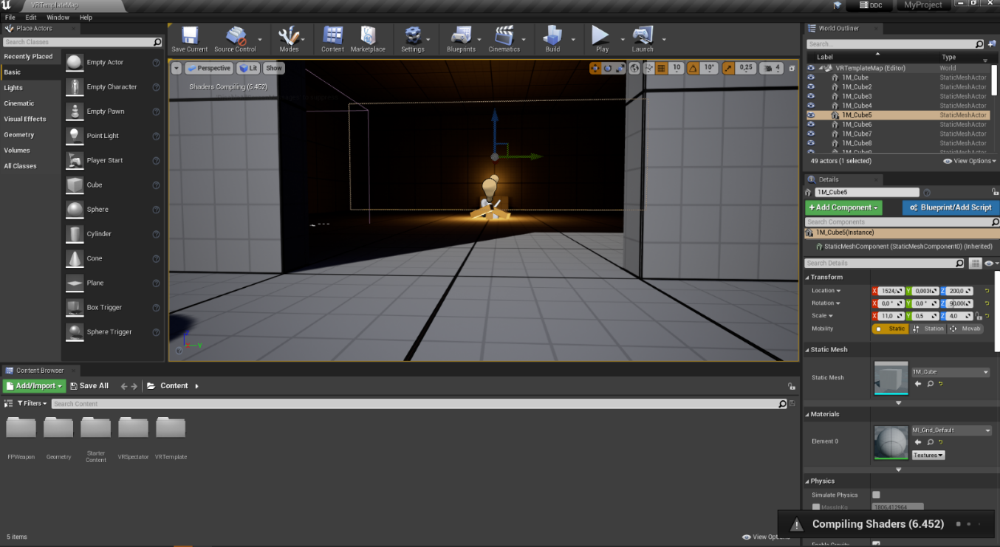 VRTemplateMap
DDC
MyProject
File Edit Window Help
Place Actors
Search Classes
Recently Placed
Basic
Lights
Cinematic
Visual Effects
Geometry
Volumes
All Classes
Empty Actor
Empty Character
Empty Pawn
Point Light
Player Start
Cube
Sphere
Cylinder
Cone
Plane
Box Trigger
Sphere Trigger
Save Current
Source Control
Modes
Content
Marketplace
Settings
Blueprints
Cinematics
Build
Play
Launch
Perspective
Lit
Show
10
10°
0,25
4
Shaders Compiling (6.452)
Z
Y
World Outliner
Search...
Label Type
VRTemplateMap (Editor) World
1M_Cube StaticMeshActor
1M_Cube2 StaticMeshActor
1M_Cube3 StaticMeshActor
1M_Cube4 StaticMeshActor
1M_Cube5 StaticMeshActor
1M_Cube6 StaticMeshActor
1M_Cube7 StaticMeshActor
1M_Cube8 StaticMeshActor
1M_Cube9 StaticMeshActor
49 actors (1 selected)
View Options
Details
1M_Cube5
+Add Component
Blueprint/Add Script
Search Components
1M_Cube5(Instance)
StaticMeshComponent (StaticMeshComponent0) (Inherited)
Search Details
Transform
Location X 1524, Y 0,003 Z 200,0
Rotation X 0,0 ° Y 0,0 ° Z 90,00
Scale X 11,0 Y 0,5 Z 4,0
Mobility Static Station Movab
Static Mesh
Static Mesh
1M_Cube
Materials
Element 0
MI_Grid_Default
Textures
Physics
Simulate Physics
MassInKg 1806,412964
Enable Gravity
Content Browser
Add/Import
Save All
Content
Filters
Search Content
FPWeapon
Geometry
Starter
Content
VRSpectator
VRTemplate
5 items
View Options
Compiling Shaders (6.452)